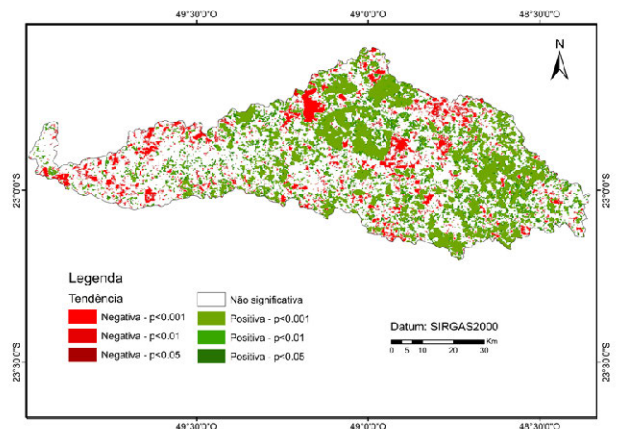 49°30'0"O 49°0'0"O 48°30'0"O
N
23°0'0"S 23°0'0"S
Legenda
Tendência
Negativa - p<0.001
Negativa - p<0.01
Negativa - p<0.05
Não significativa
Positiva - p<0.001
Positiva - p<0.01
Positiva - p<0.05
Datum: SIRGAS2000
0 5 10 20 30 Km
23°30'0"S 23°30'0"S
49°30'0"O 49°0'0"O 48°30'0"O